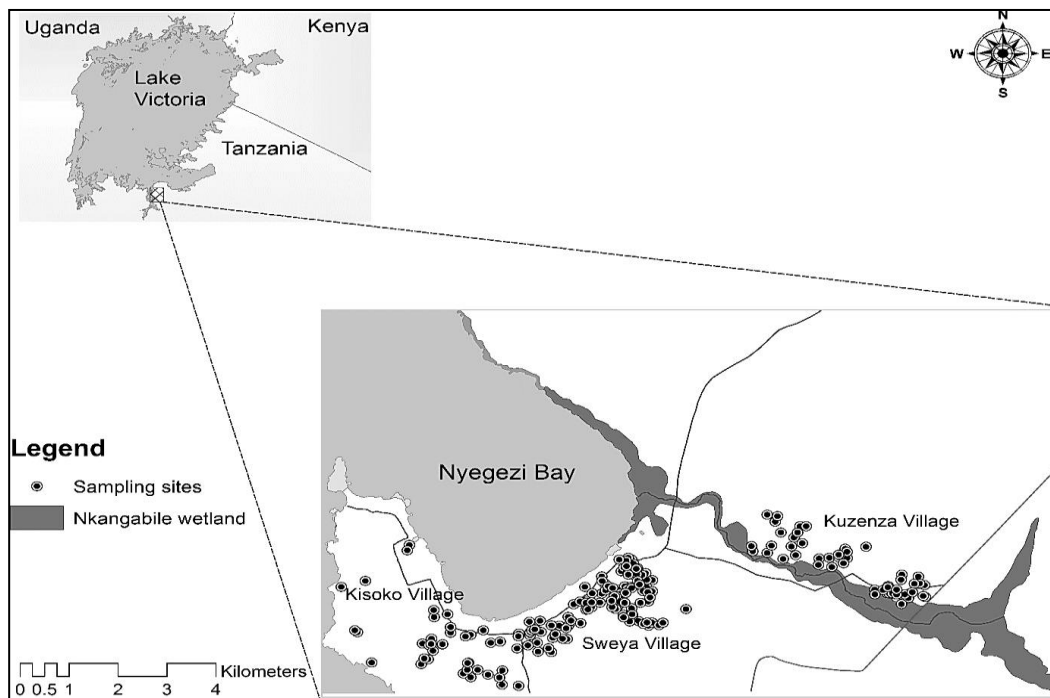 Uganda
Kenya
Lake
Victoria
Tanzania
N
W
E
S
Legend
Sampling sites
Nkangabile wetland
Nyegezi Bay
Kuzenza Village
Kisoko Village
Sweya Village
Kilometers
0 0.5 1 2 3 4